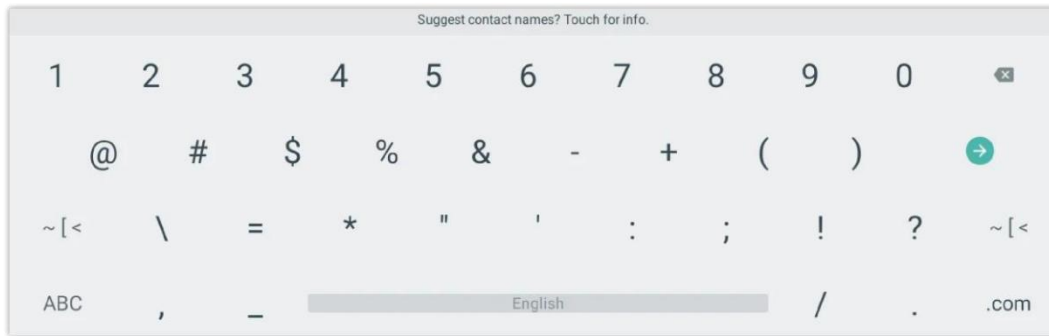 Suggest contact names? Touch for info.
1 2 3 4 5 6 7 8 9 0
@ # $ % & - + ( )
~ [ < \ = * " ' : ; ! ? ~ [ <
ABC , _ English / . .com